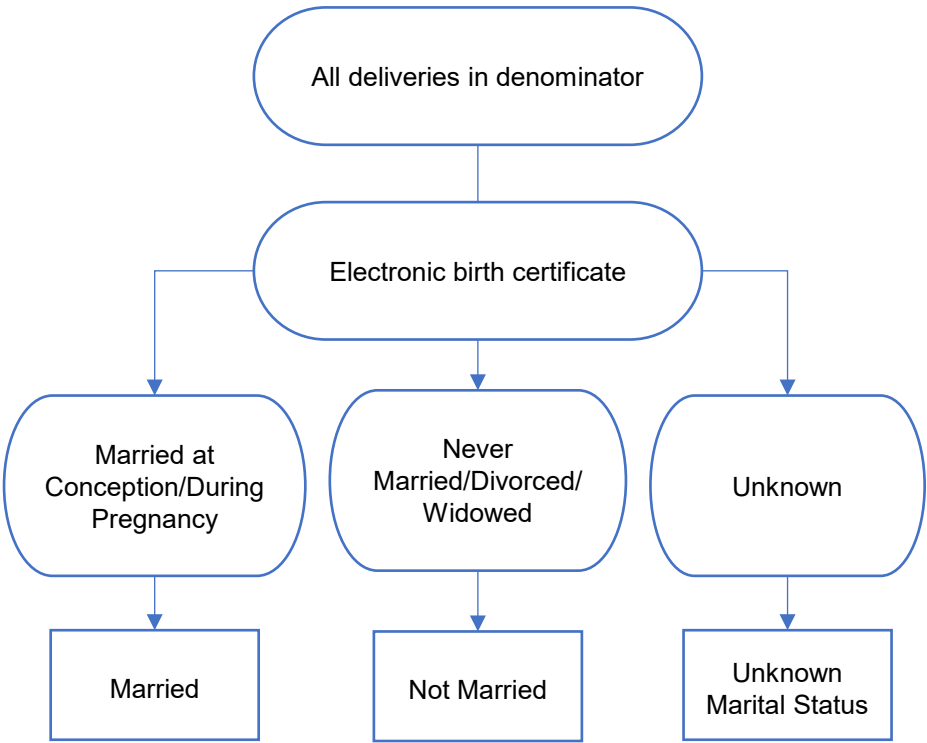 All deliveries in denominator
Electronic birth certificate
Married at
Conception/During
Pregnancy
Never
Married/Divorced/
Widowed
Unknown
Married
Not Married
Unknown
Marital Status